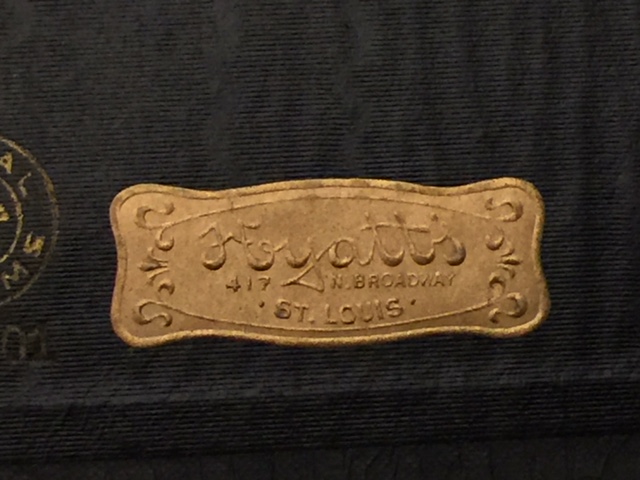 Hyatt's
417 N. BROADWAY
· ST. LOUIS ·